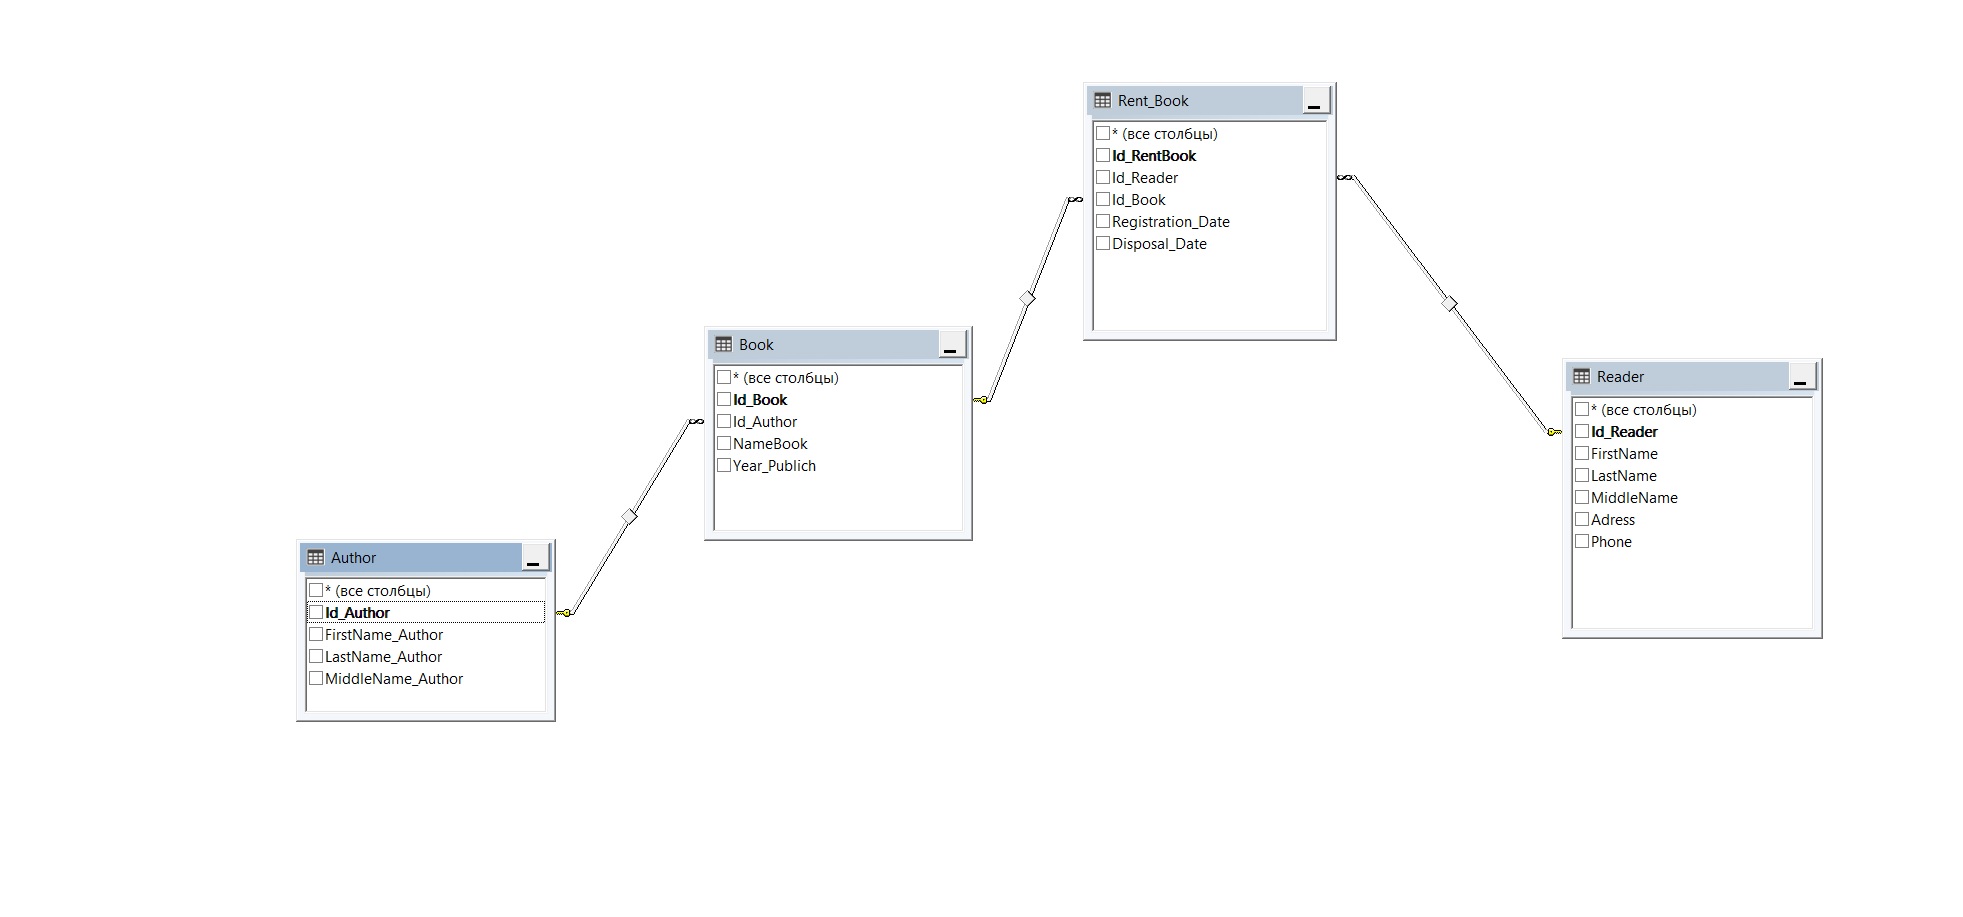 Rent_Book
* (все столбцы)
Id_RentBook
Id_Reader
Id_Book
Registration_Date
Disposal_Date
Book
* (все столбцы)
Id_Book
Id_Author
NameBook
Year_Publich
Reader
* (все столбцы)
Id_Reader
FirstName
LastName
MiddleName
Adress
Phone
Author
* (все столбцы)
Id_Author
FirstName_Author
LastName_Author
MiddleName_Author